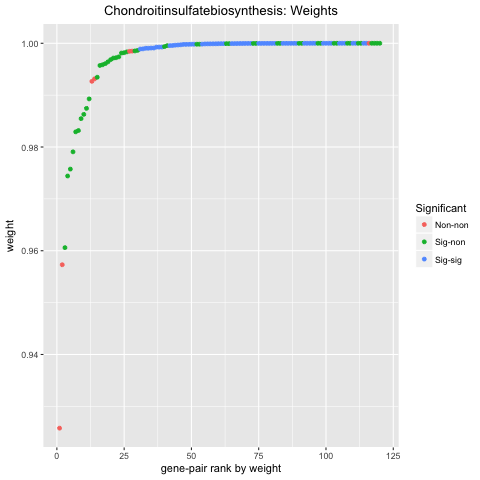 Chondroitinsulfatebiosynthesis: Weights
weight
1.00
0.98
0.96
0.94
0 25 50 75 100 125
gene-pair rank by weight
Significant
Non-non
Sig-non
Sig-sig